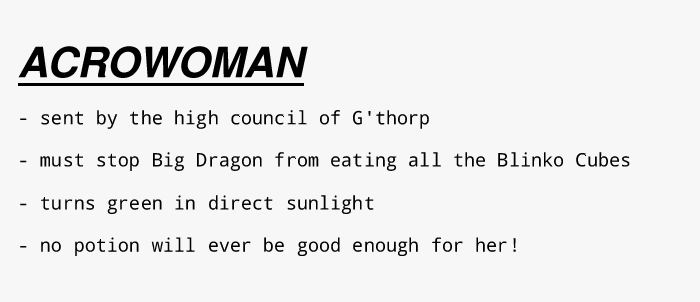 ACROWOMAN
- sent by the high council of G'thorp
- must stop Big Dragon from eating all the Blinko Cubes
- turns green in direct sunlight
- no potion will ever be good enough for her!